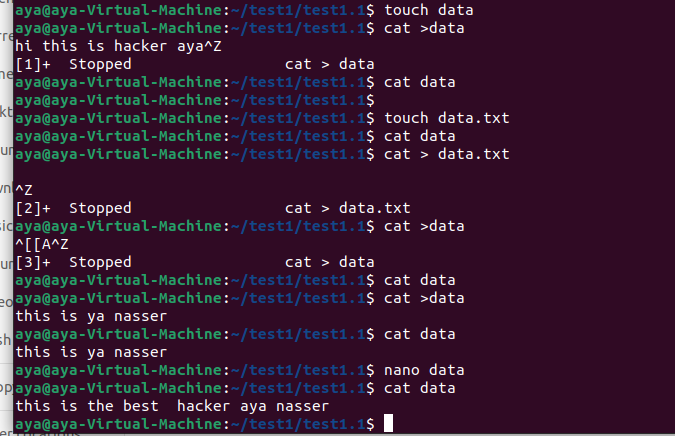 aya@aya-Virtual-Machine:~/test1/test1.1$ touch data
aya@aya-Virtual-Machine:~/test1/test1.1$ cat >data
hi this is hacker aya^Z
[1]+  Stopped                 cat > data
aya@aya-Virtual-Machine:~/test1/test1.1$ cat data
aya@aya-Virtual-Machine:~/test1/test1.1$
aya@aya-Virtual-Machine:~/test1/test1.1$ touch data.txt
aya@aya-Virtual-Machine:~/test1/test1.1$ cat data
aya@aya-Virtual-Machine:~/test1/test1.1$ cat > data.txt
^Z
[2]+  Stopped                 cat > data.txt
aya@aya-Virtual-Machine:~/test1/test1.1$ cat >data
^[[A^Z
[3]+  Stopped                 cat > data
aya@aya-Virtual-Machine:~/test1/test1.1$ cat data
aya@aya-Virtual-Machine:~/test1/test1.1$ cat >data
this is ya nasser
aya@aya-Virtual-Machine:~/test1/test1.1$ cat data
this is ya nasser
aya@aya-Virtual-Machine:~/test1/test1.1$ nano data
aya@aya-Virtual-Machine:~/test1/test1.1$ cat data
this is the best  hacker aya nasser
aya@aya-Virtual-Machine:~/test1/test1.1$